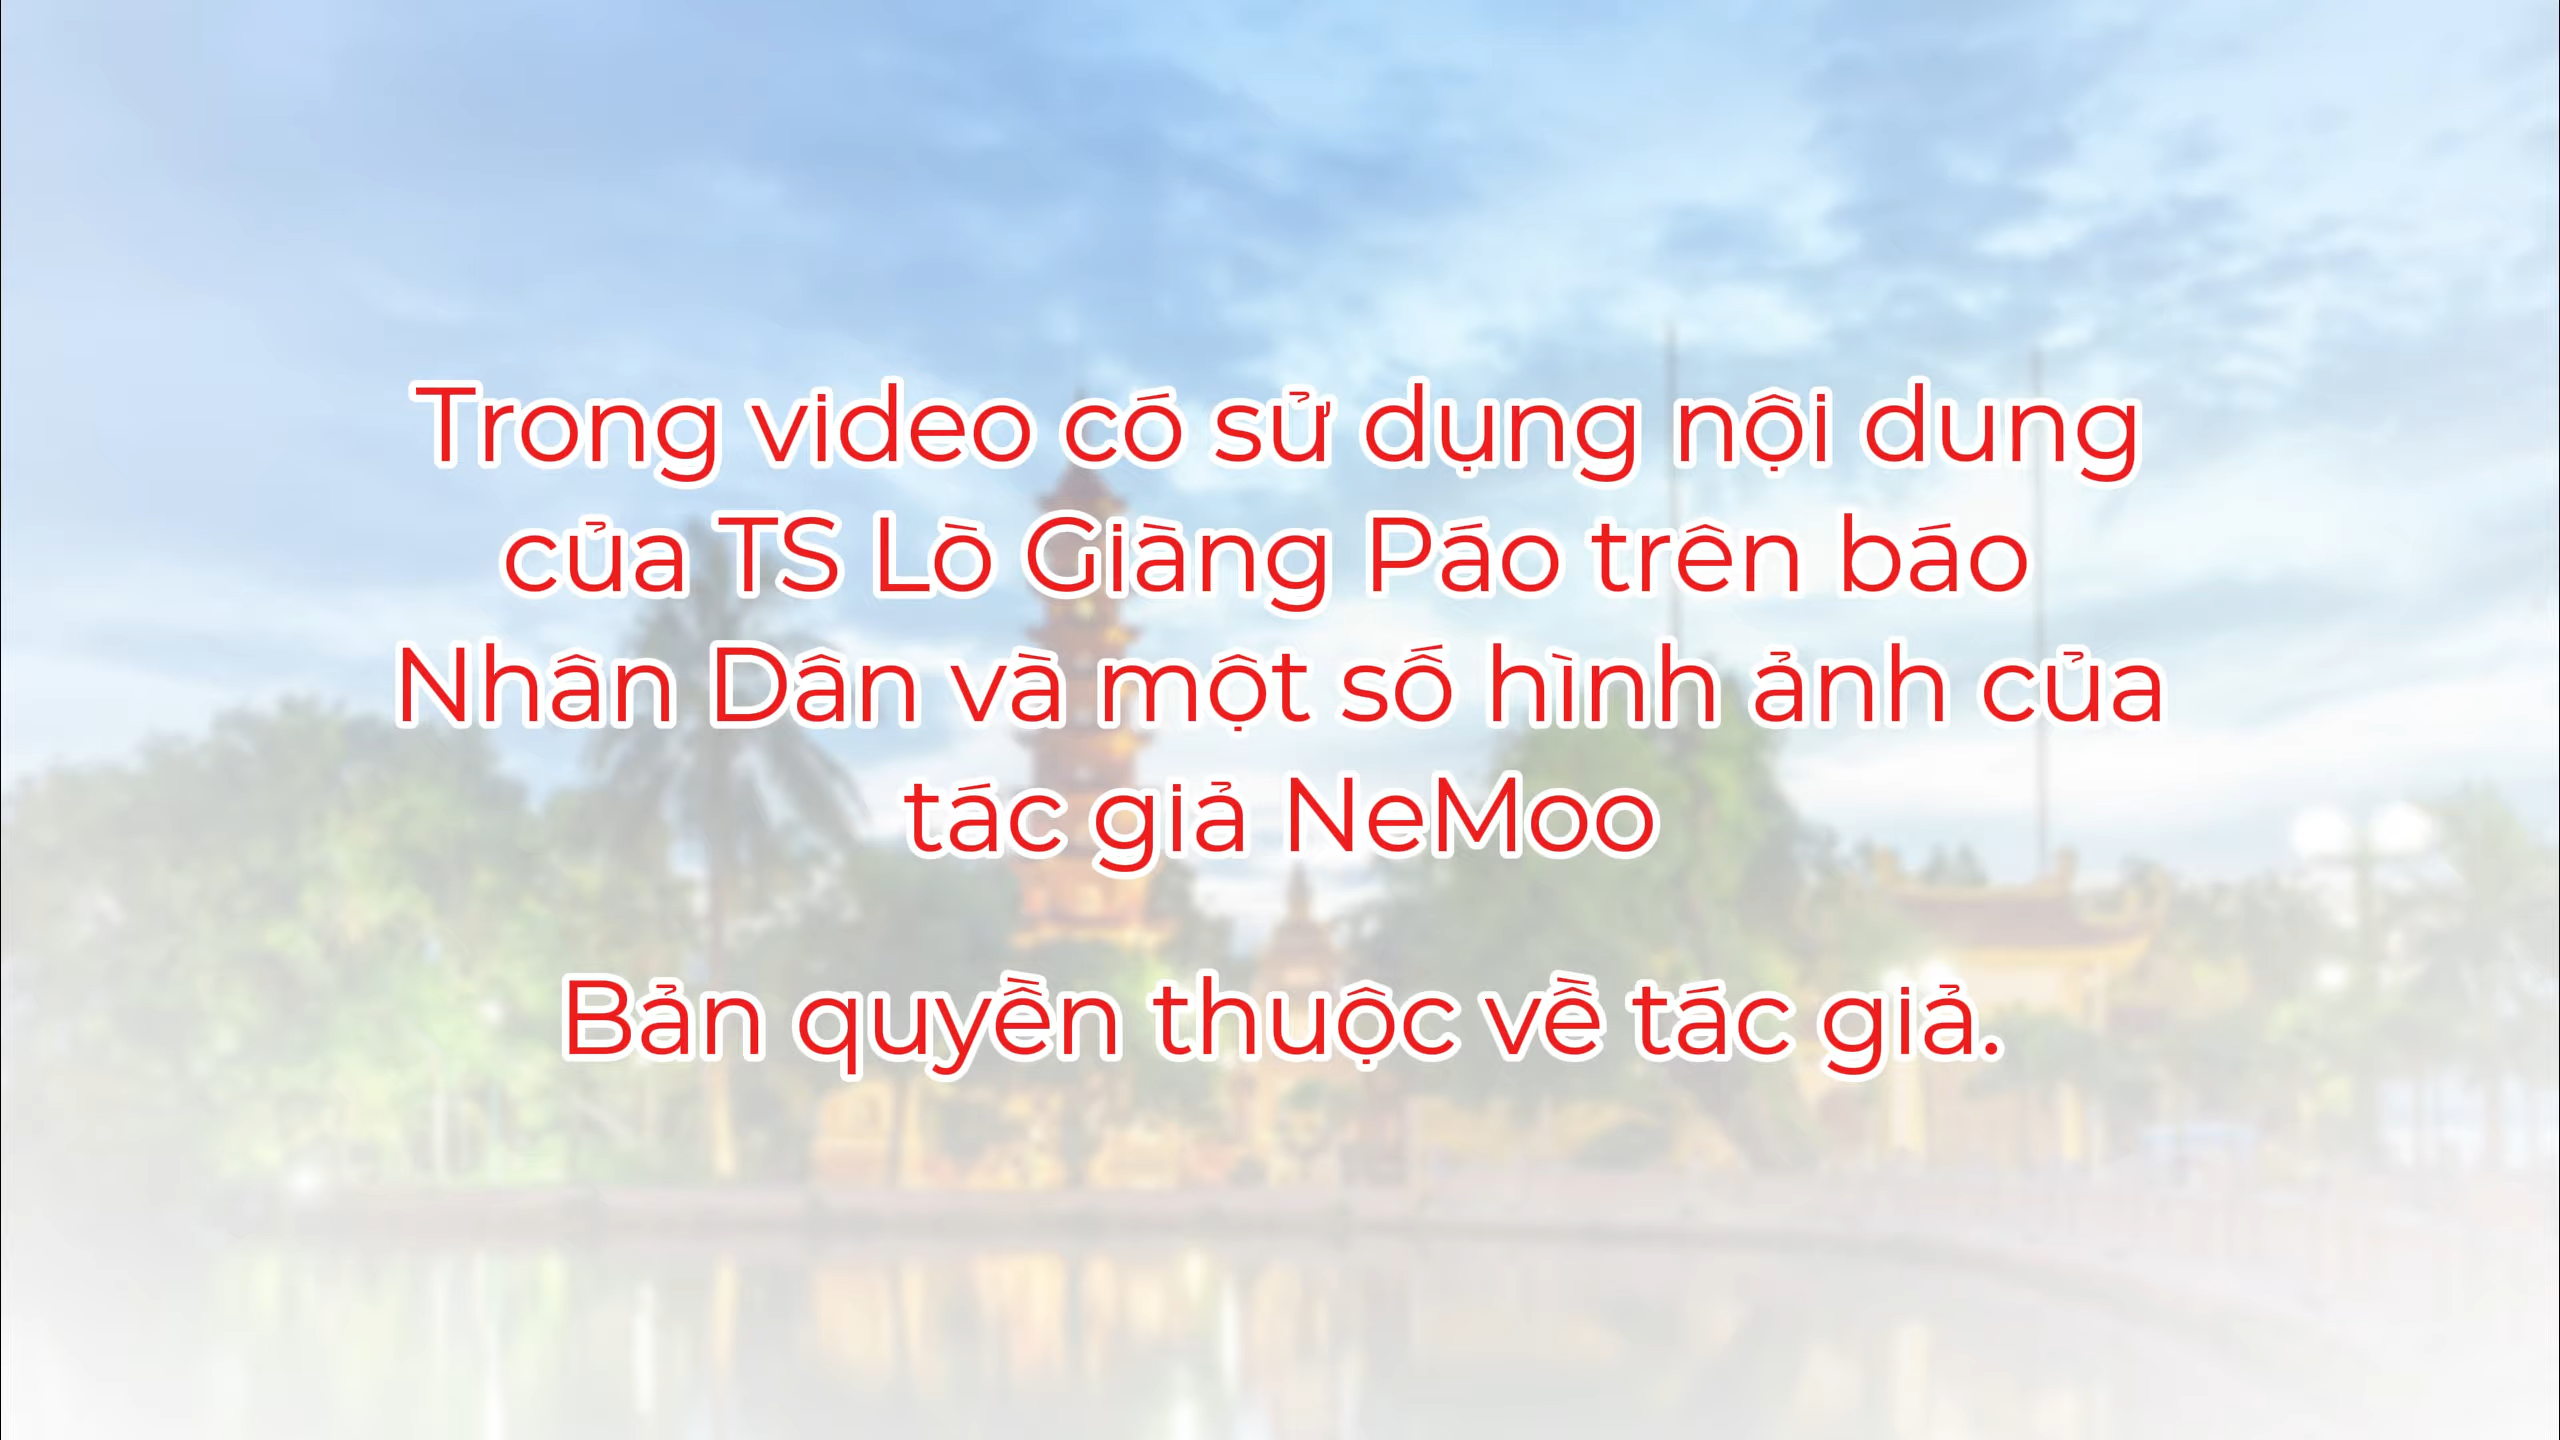 Trong video có sử dụng nội dung
của TS Lò Giàng Páo trên báo
Nhân Dân và một số hình ảnh của
tác giả NeMoo
Bản quyền thuộc về tác giả.